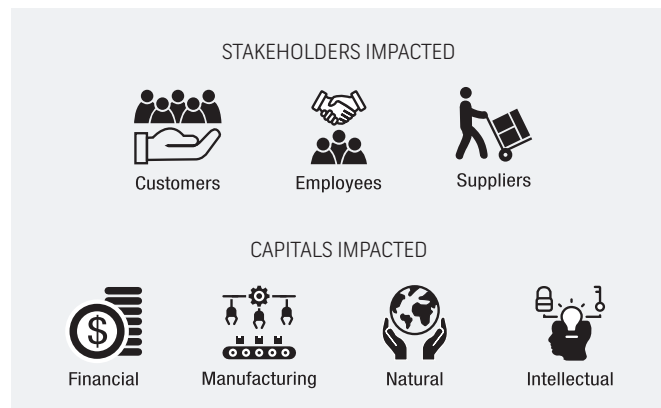 STAKEHOLDERS IMPACTED
Customers
Employees
Suppliers
CAPITALS IMPACTED
$
Financial
Manufacturing
Natural
Intellectual